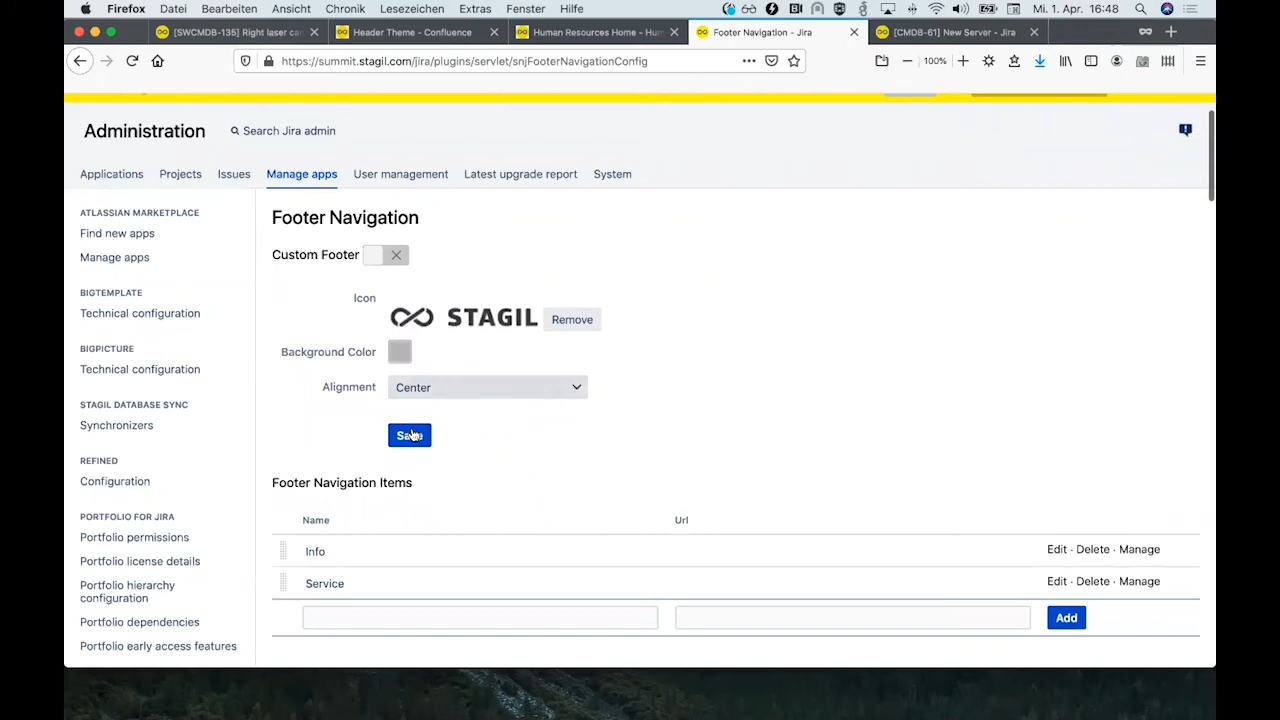 Firefox Datei Bearbeiten Ansicht Chronik Lesezeichen Extras Fenster Hilfe Mi. 1. Apr. 16:48
[SWCMDB-135] Right laser can Header Theme - Confluence Human Resources Home - Hum Footer Navigation - Jira [CMDB-61] New Server - Jira
https://summit.stagil.com/jira/plugins/servlet/snjFooterNavigationConfig 100%
Administration Search Jira admin
Applications Projects Issues Manage apps User management Latest upgrade report System
ATLASSIAN MARKETPLACE
Find new apps
Manage apps
BIGTEMPLATE
Technical configuration
BIGPICTURE
Technical configuration
STAGIL DATABASE SYNC
Synchronizers
REFINED
Configuration
PORTFOLIO FOR JIRA
Portfolio permissions
Portfolio license details
Portfolio hierarchy
configuration
Portfolio dependencies
Portfolio early access features
Footer Navigation
Custom Footer
Icon STAGIL Remove
Background Color
Alignment Center
Save
Footer Navigation Items
Name Url
Info Edit · Delete · Manage
Service Edit · Delete · Manage
Add